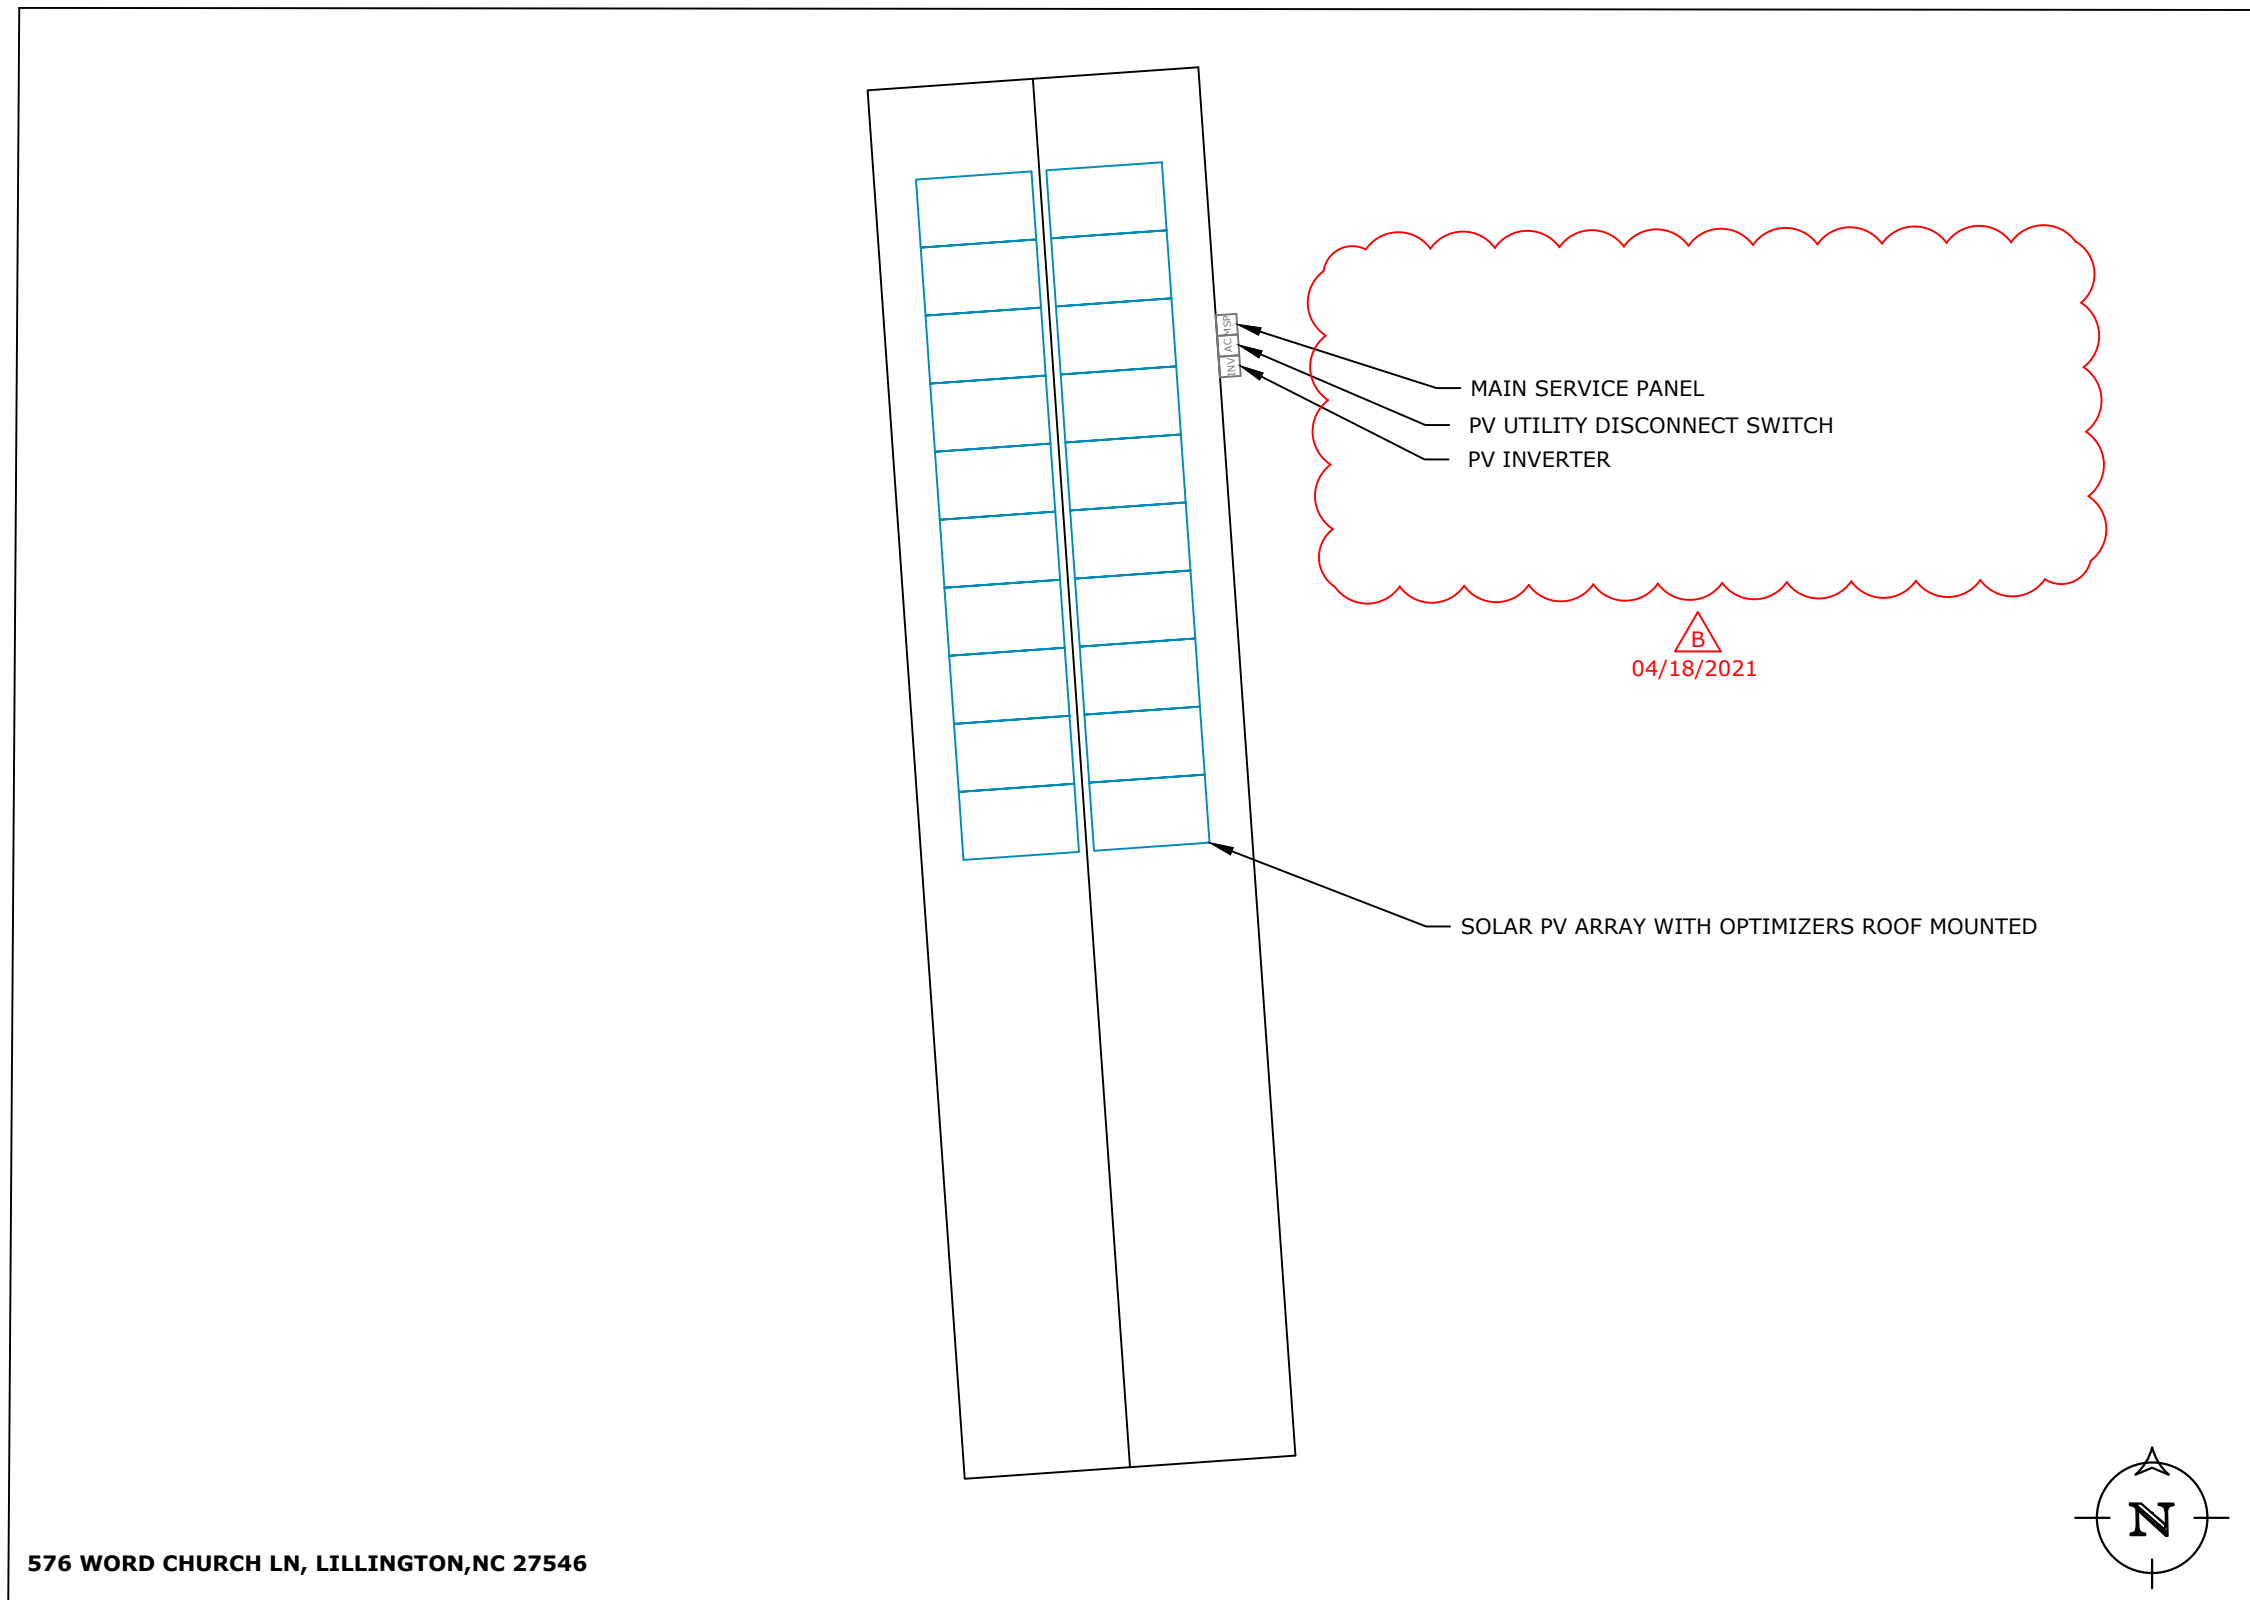 MSP
AC
INV
MAIN SERVICE PANEL
PV UTILITY DISCONNECT SWITCH
PV INVERTER
B
04/18/2021
SOLAR PV ARRAY WITH OPTIMIZERS ROOF MOUNTED
N
576 WORD CHURCH LN, LILLINGTON,NC 27546